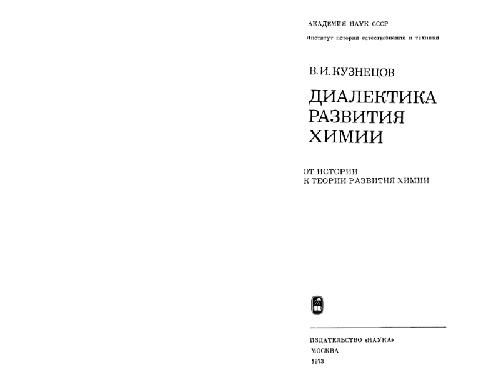 АКАДЕМИЯ НАУК СССР
Институт истории естествознания и техники
В.И.КУЗНЕЦОВ
ДИАЛЕКТИКА
РАЗВИТИЯ
ХИМИИ
ОТ ИСТОРИИ
К ТЕОРИИ РАЗВИТИЯ ХИМИИ
ИЗДАТЕЛЬСТВО «НАУКА»
МОСКВА
1973